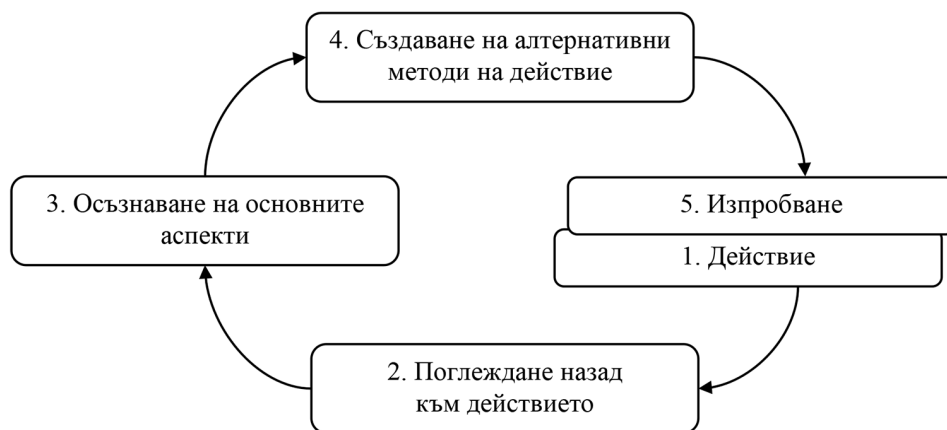 4. Създаване на алтернативни
методи на действие
3. Осъзнаване на основните
аспекти
5. Изпробване
1. Действие
2. Поглеждане назад
към действието